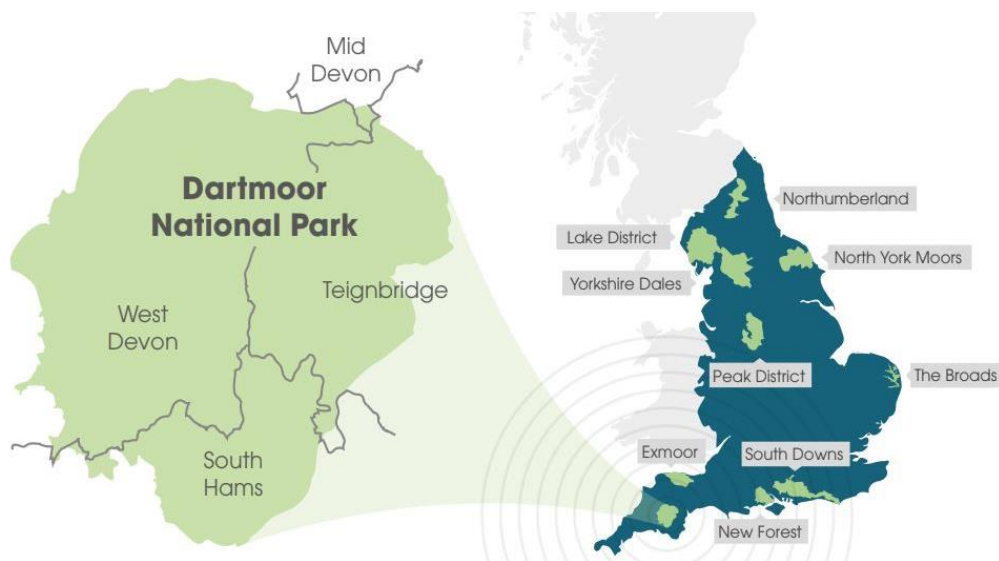 Mid
Devon
Dartmoor
National Park
Teignbridge
West
Devon
South
Hams
Northumberland
Lake District
North York Moors
Yorkshire Dales
Peak District
The Broads
Exmoor
South Downs
New Forest